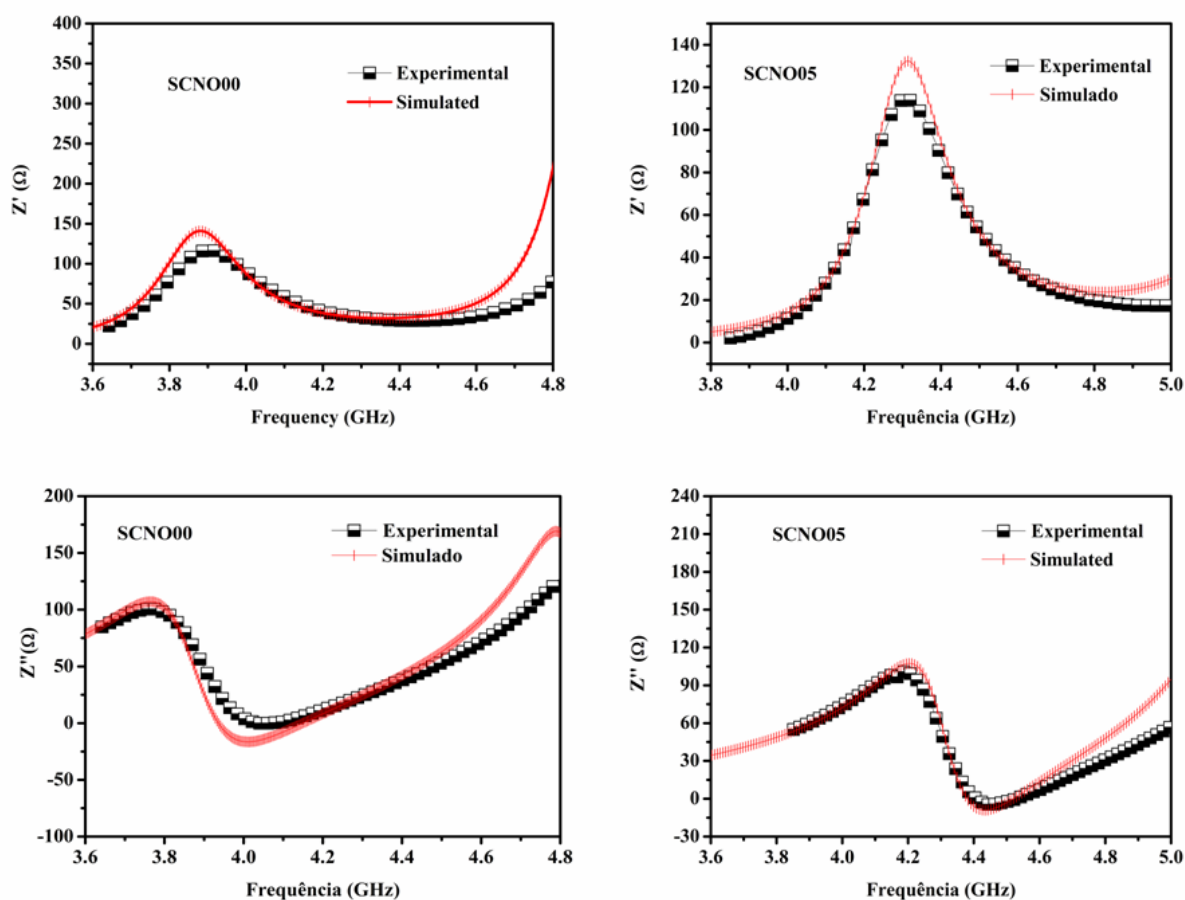 400
350
300
250
200
150
100
50
0
Z' (Ω)
SCNO00
Experimental
Simulated
3.6 3.8 4.0 4.2 4.4 4.6 4.8
Frequency (GHz)
140
120
100
80
60
40
20
0
Z' (Ω)
SCNO05
Experimental
Simulado
3.8 4.0 4.2 4.4 4.6 4.8 5.0
Frequência (GHz)
200
150
100
50
0
-50
-100
Z''(Ω)
SCNO00
Experimental
Simulado
3.6 3.8 4.0 4.2 4.4 4.6 4.8
Frequência (GHz)
240
210
180
150
120
90
60
30
0
-30
Z'' (Ω)
SCNO05
Experimental
Simulated
3.6 3.8 4.0 4.2 4.4 4.6 4.8 5.0
Frequência (GHz)